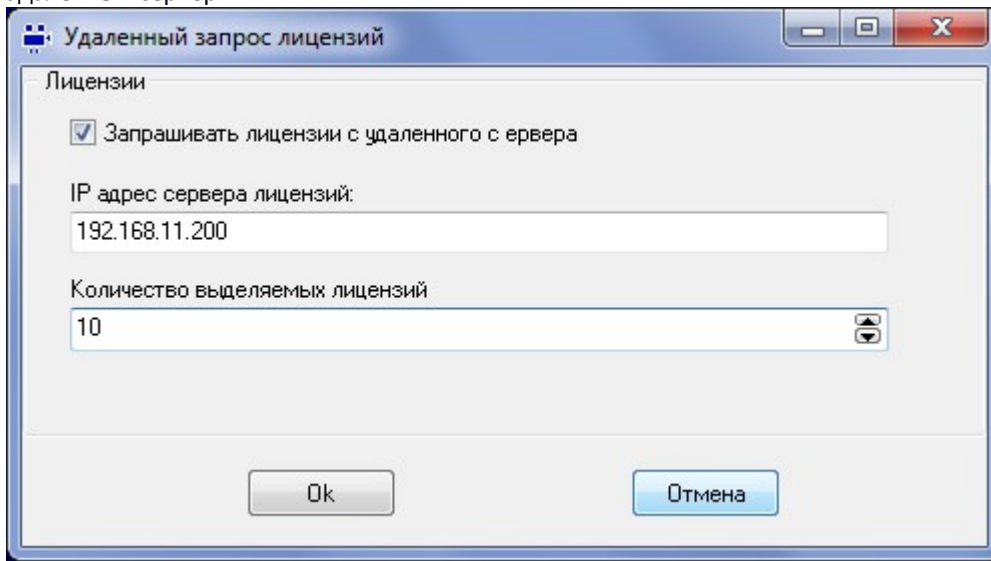 Удаленный запрос лицензий
Лицензии
Запрашивать лицензии с удаленного с ервера
IP адрес сервера лицензий:
192.168.11.200
Количество выделяемых лицензий
10
Ok
Отмена